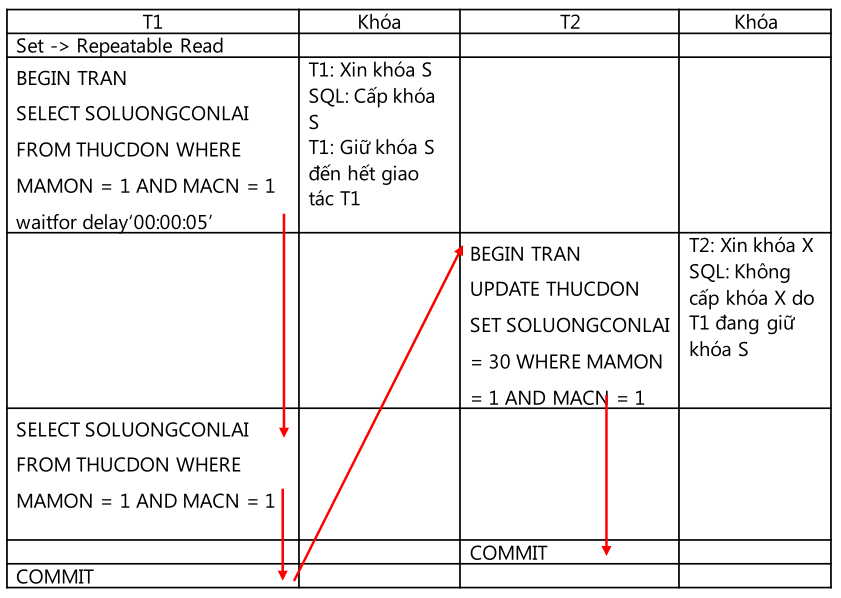 T1 Khóa T2 Khóa
Set -> Repeatable Read
BEGIN TRAN
SELECT SOLUONGCONLAI
FROM THUCDON WHERE
MAMON = 1 AND MACN = 1
waitfor delay'00:00:05'
T1: Xin khóa S
SQL: Cấp khóa
S
T1: Giữ khóa S
đến hết giao
tác T1
BEGIN TRAN
UPDATE THUCDON
SET SOLUONGCONLAI
= 30 WHERE MAMON
= 1 AND MACN = 1
T2: Xin khóa X
SQL: Không
cấp khóa X do
T1 đang giữ
khóa S
SELECT SOLUONGCONLAI
FROM THUCDON WHERE
MAMON = 1 AND MACN = 1
COMMIT
COMMIT